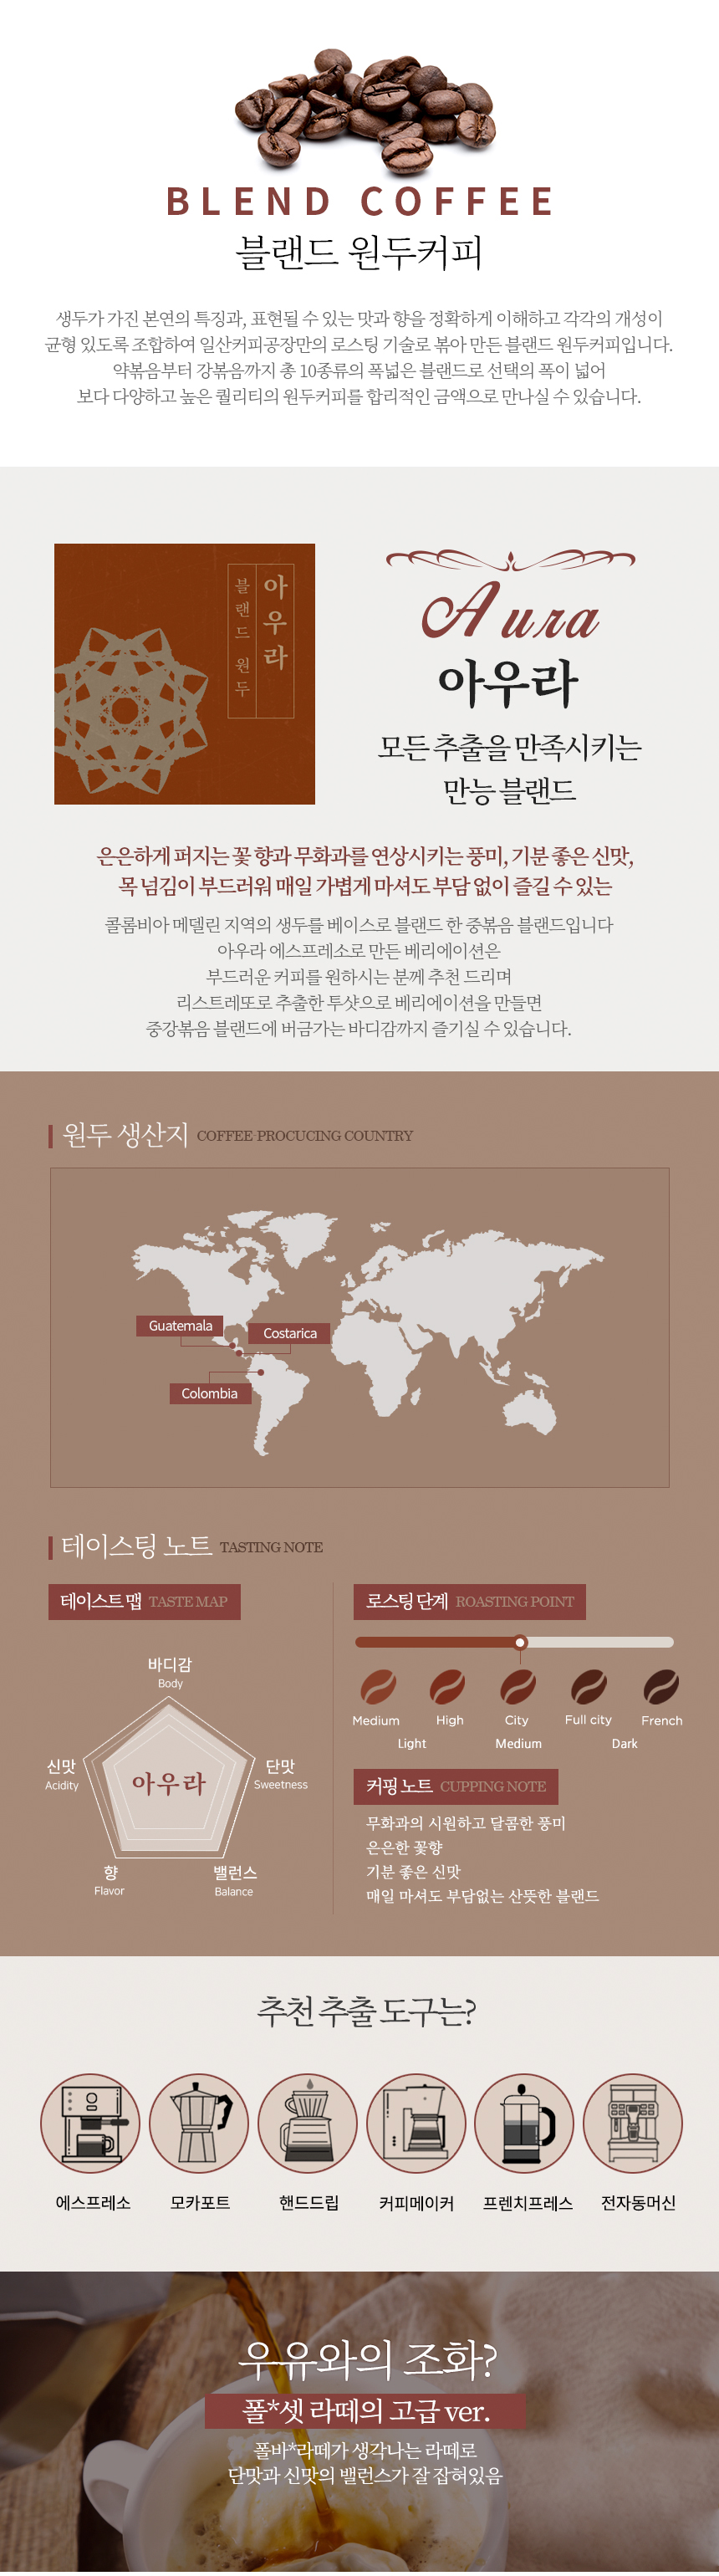 BLEND COFFEE
블랜드 원두커피
생두가 가진 본연의 특징과, 표현될 수 있는 맛과 향을 정확하게 이해하고 각각의 개성이
균형 있도록 조합하여 일산커피공장만의 로스팅 기술로 볶아 만든 블랜드 원두커피입니다.
약볶음부터 강볶음까지 총 10종류의 폭넓은 블랜드로 선택의 폭이 넓어
보다 다양하고 높은 퀄리티의 원두커피를 합리적인 금액으로 만나실 수 있습니다.
아우라
블랜드 원두
Aura
아우라
모든 추출을 만족시키는
만능 블랜드
은은하게 퍼지는 꽃 향과 무화과를 연상시키는 풍미, 기분 좋은 신맛,
목 넘김이 부드러워 매일 가볍게 마셔도 부담 없이 즐길 수 있는
콜롬비아 메델린 지역의 생두를 베이스로 블랜드 한 중볶음 블랜드입니다
아우라 에스프레소로 만든 베리에이션은
부드러운 커피를 원하시는 분께 추천 드리며
리스트레또로 추출한 투샷으로 베리에이션을 만들면
중강볶음 블랜드에 버금가는 바디감까지 즐기실 수 있습니다.
원두 생산지 COFFEE-PROCUCING COUNTRY
Guatemala
Costarica
Colombia
테이스팅 노트 TASTING NOTE
테이스트 맵 TASTE MAP
바디감
Body
신맛
Acidity
단맛
Sweetness
아우라
향
Flavor
밸런스
Balance
로스팅 단계 ROASTING POINT
Medium High City Full city French
Light Medium Dark
커핑 노트 CUPPING NOTE
무화과의 시원하고 달콤한 풍미
은은한 꽃향
기분 좋은 신맛
매일 마셔도 부담없는 산뜻한 블랜드
추천 추출 도구는?
에스프레소 모카포트 핸드드립 커피메이커 프렌치프레스 전자동머신
우유와의 조화?
폴*셋 라떼의 고급 ver.
폴바*라떼가 생각나는 라떼로
단맛과 신맛의 밸런스가 잘 잡혀있음